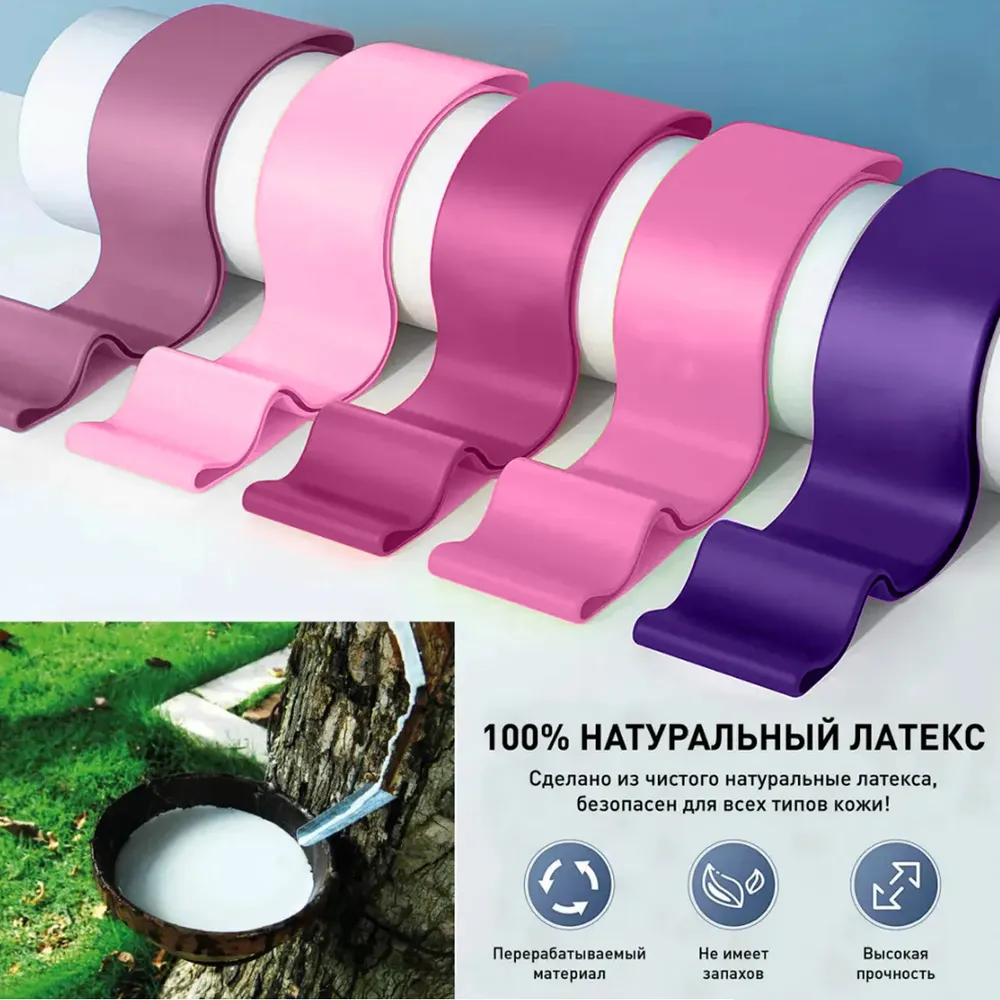 100% НАТУРАЛЬНЫЙ ЛАТЕКС
Сделано из чистого натуральные латекса,
безопасен для всех типов кожи!
Перерабатываемый
материал
Не имеет
запахов
Высокая
прочность